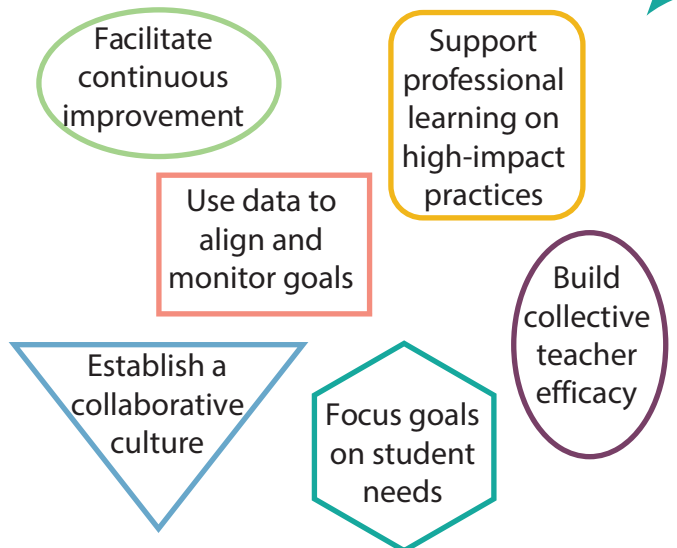 Facilitate
continuous
improvement
Support
professional
learning on
high-impact
practices
Use data to
align and
monitor goals
Build
collective
teacher
efficacy
Establish a
collaborative
culture
Focus goals
on student
needs